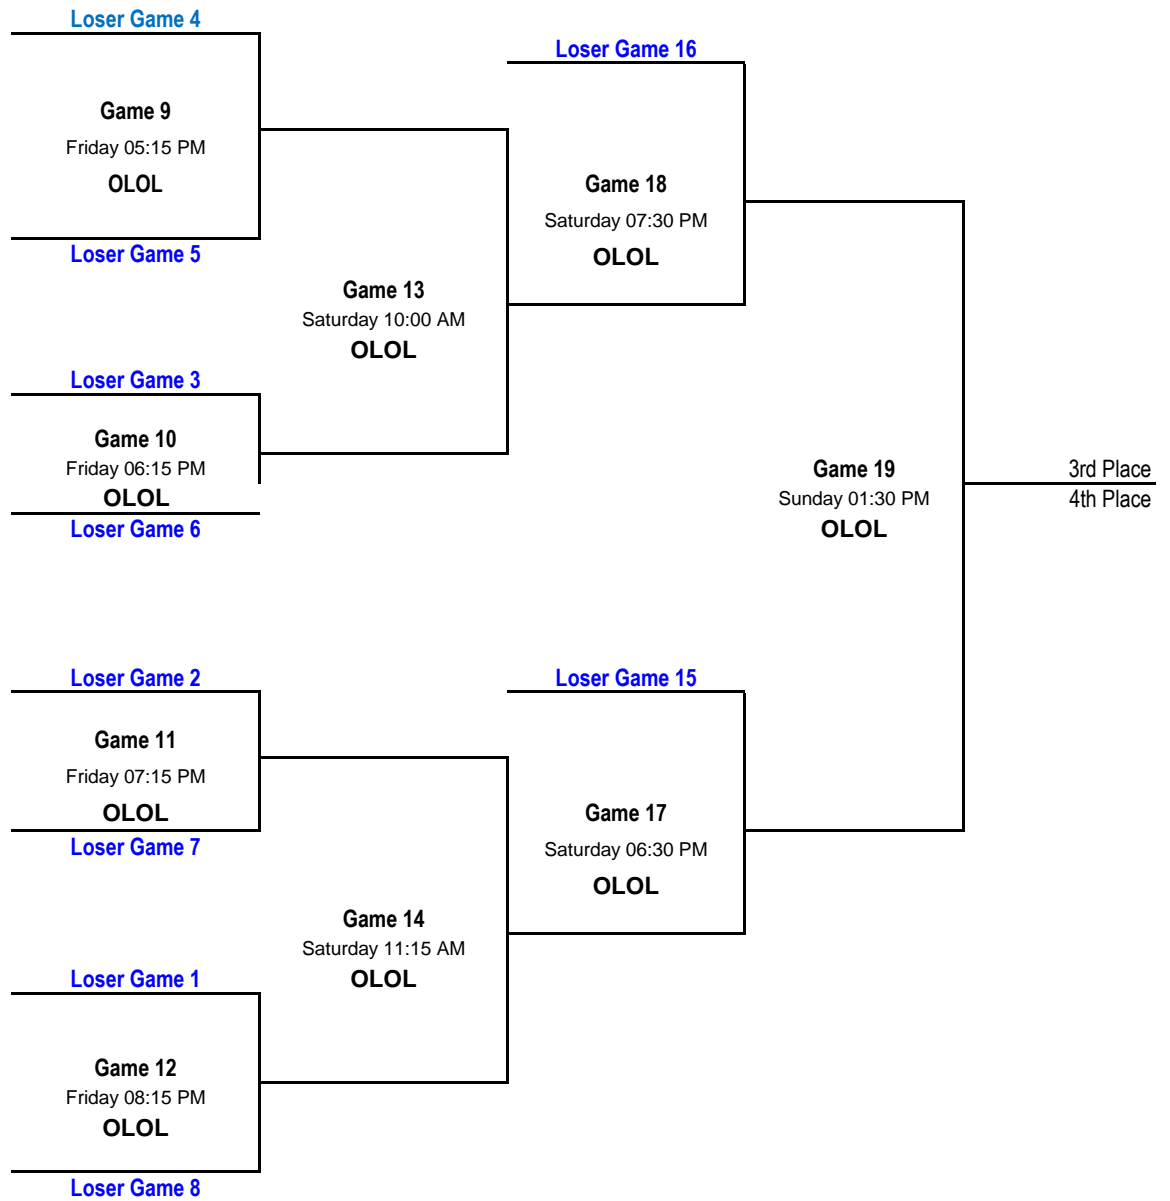 Loser Game 4
Loser Game 16
Game 9
Friday 05:15 PM
OLOL
Game 18
Saturday 07:30 PM
OLOL
Loser Game 5
Game 13
Saturday 10:00 AM
OLOL
Loser Game 3
Game 10
Friday 06:15 PM
OLOL
Loser Game 6
Game 19
Sunday 01:30 PM
OLOL
3rd Place
4th Place
Loser Game 2
Loser Game 15
Game 11
Friday 07:15 PM
OLOL
Loser Game 7
Game 17
Saturday 06:30 PM
OLOL
Game 14
Saturday 11:15 AM
OLOL
Loser Game 1
Game 12
Friday 08:15 PM
OLOL
Loser Game 8